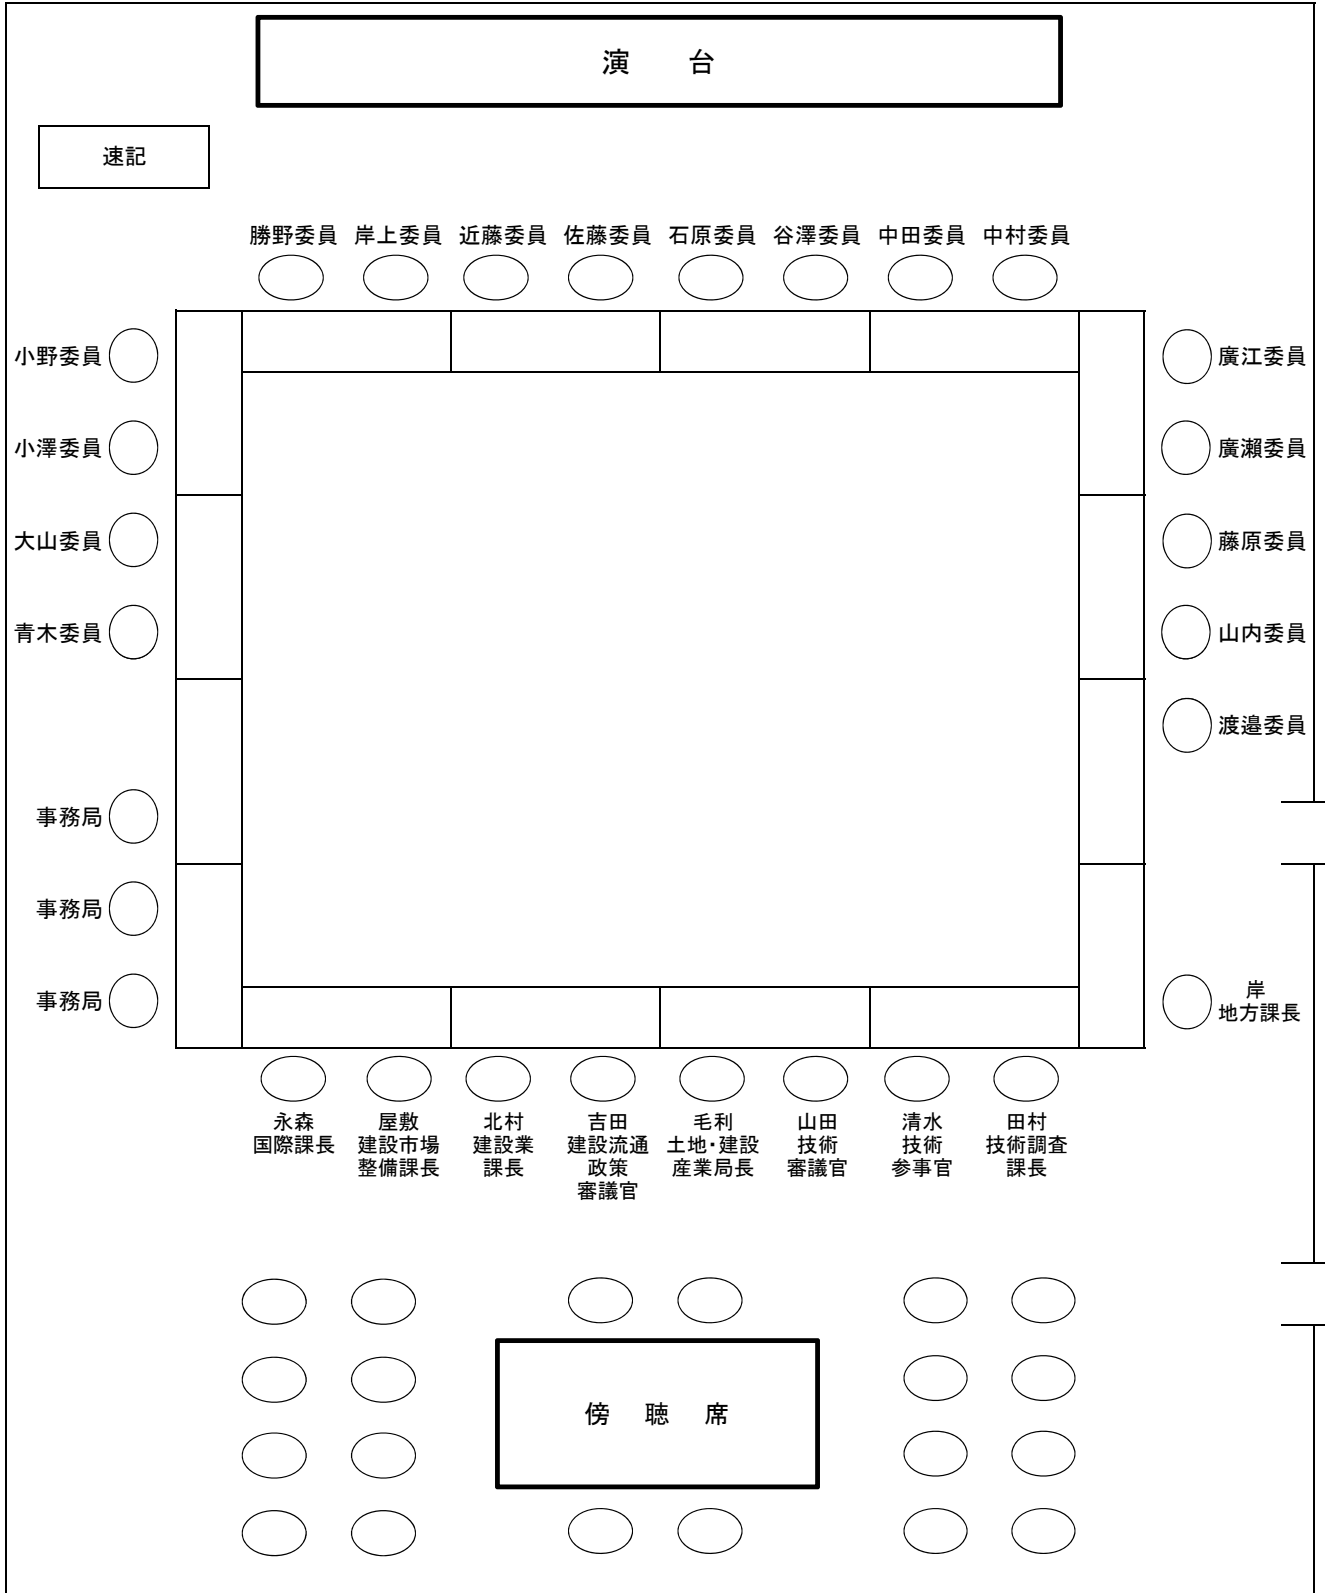 演　台
速記
勝野委員 岸上委員 近藤委員 佐藤委員 石原委員 谷澤委員 中田委員 中村委員
小野委員
小澤委員
大山委員
青木委員
事務局
事務局
事務局
廣江委員
廣瀬委員
藤原委員
山内委員
渡邉委員
岸
地方課長
永森
国際課長
屋敷
建設市場
整備課長
北村
建設業
課長
吉田
建設流通
政策
審議官
毛利
土地・建設
産業局長
山田
技術
審議官
清水
技術
参事官
田村
技術調査
課長
傍　聴　席